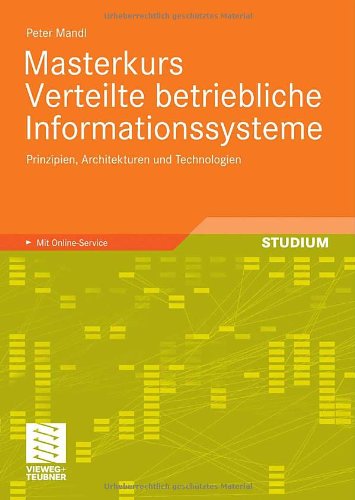 Urheberrechtlich geschütztes Material
Peter Mandl
Masterkurs
Verteilte betriebliche
Informationssysteme
Prinzipien, Architekturen und Technologien
Mit Online-Service
STUDIUM
VIEWEG+
TEUBNER
Urheberrechtlich geschütztes Material